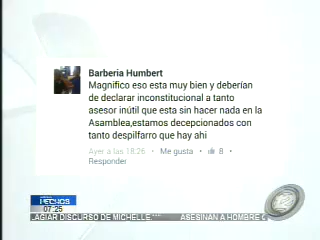 Barberia Humbert
Magnifico eso esta muy bien y deberían
de declarar inconstitucional a tanto
asesor inútil que esta sin hacer nada en la
Asamblea,estamos decepcionados con
tanto despilfarro que hay ahi
Ayer a las 18:26 · Me gusta · 8 ·
Responder
HECHOS
07:25
LAGIAR DISCURSO DE MICHELLE
ASESINAN A HOMBRE